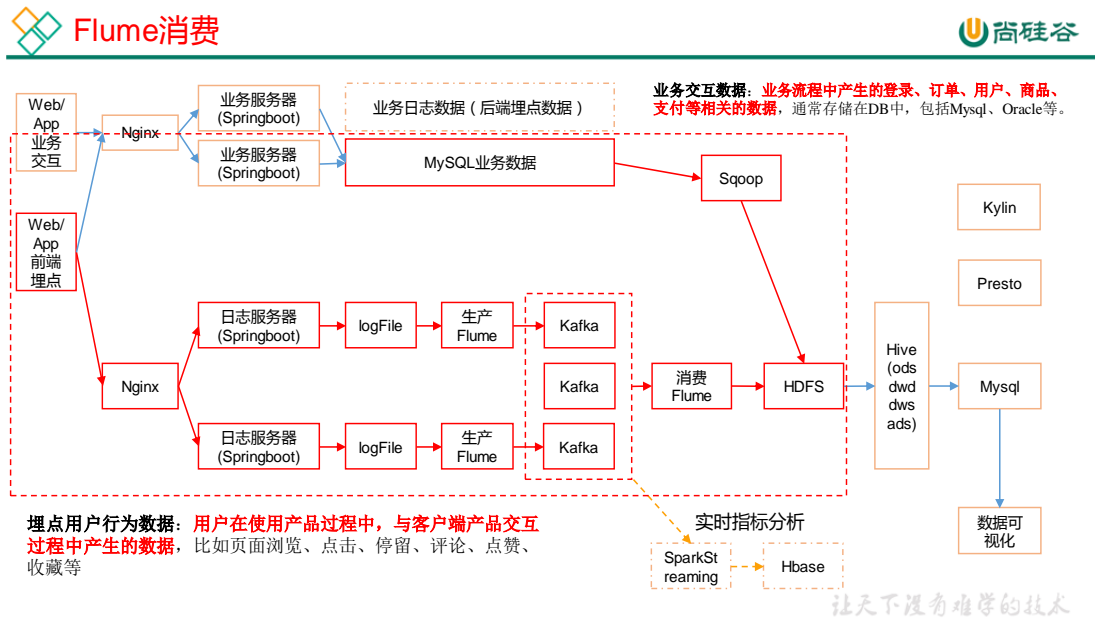 Flume消费
尚硅谷
Web/
App
业务
交互
Nginx
业务服务器
(Springboot)
业务服务器
(Springboot)
业务日志数据（后端埋点数据）
MySQL业务数据
业务交互数据：业务流程中产生的登录、订单、用户、商品、
支付等相关的数据，通常存储在DB中，包括Mysql、Oracle等。
Sqoop
Kylin
Presto
Web/
App
前端
埋点
Nginx
日志服务器
(Springboot)
logFile
生产
Flume
Kafka
Kafka
日志服务器
(Springboot)
logFile
生产
Flume
Kafka
消费
Flume
HDFS
Hive
(ods
dwd
dws
ads)
Mysql
数据可
视化
埋点用户行为数据：用户在使用产品过程中，与客户端产品交互
过程中产生的数据，比如页面浏览、点击、停留、评论、点赞、
收藏等
实时指标分析
SparkSt
reaming
Hbase
让天下没有难学的技术